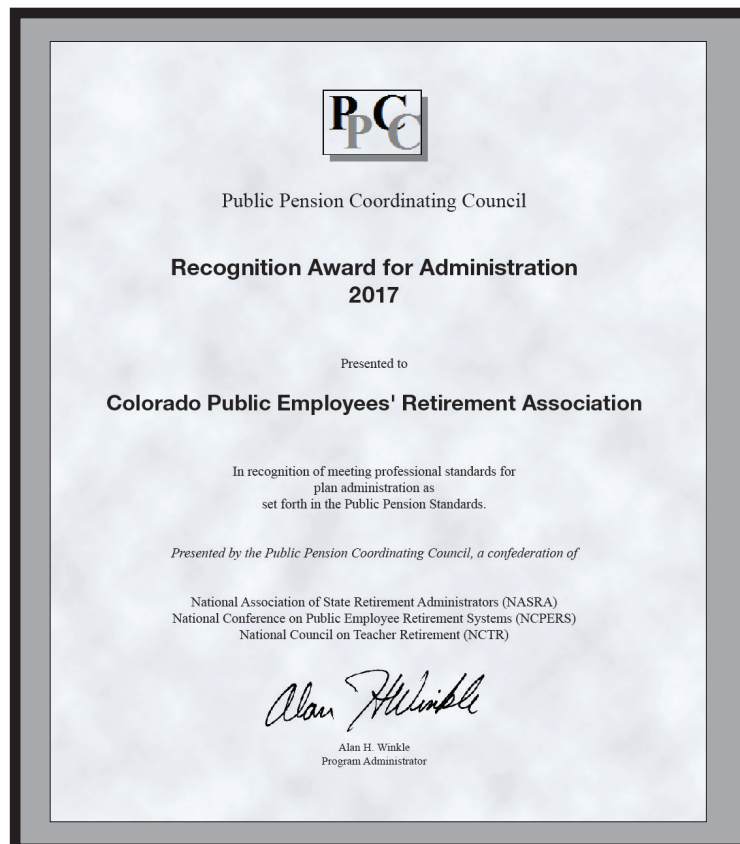 PPCC
Public Pension Coordinating Council
Recognition Award for Administration
2017
Presented to
Colorado Public Employees' Retirement Association
In recognition of meeting professional standards for
plan administration as
set forth in the Public Pension Standards.
Presented by the Public Pension Coordinating Council, a confederation of
National Association of State Retirement Administrators (NASRA)
National Conference on Public Employee Retirement Systems (NCPERS)
National Council on Teacher Retirement (NCTR)
Alan H Winkle
Alan H. Winkle
Program Administrator